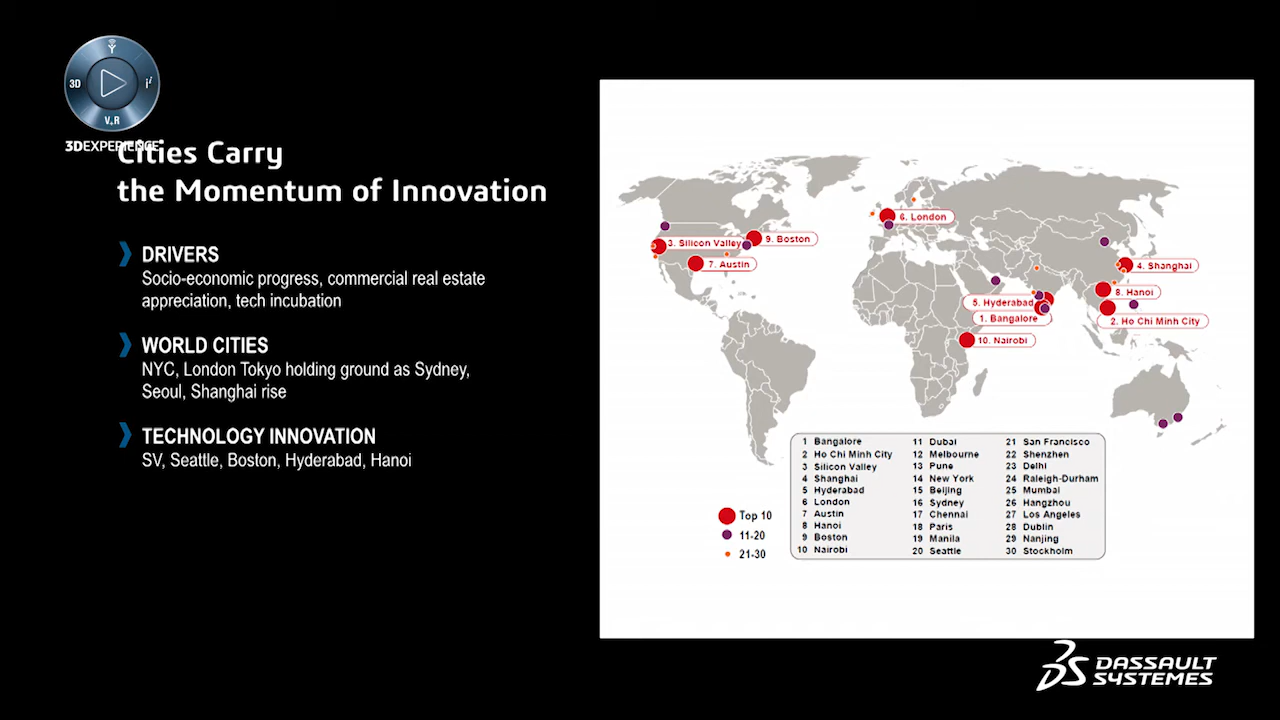 3D
V,R
3DEXPERIENCE
Cities Carry
the Momentum of Innovation
DRIVERS
Socio-economic progress, commercial real estate
appreciation, tech incubation
WORLD CITIES
NYC, London Tokyo holding ground as Sydney,
Seoul, Shanghai rise
TECHNOLOGY INNOVATION
SV, Seattle, Boston, Hyderabad, Hanoi
6. London
3. Silicon Valley
9. Boston
7. Austin
4. Shanghai
5. Hyderabad
8. Hanoi
1. Bangalore
2. Ho Chi Minh City
10. Nairobi
Top 10
11-20
21-30
1 Bangalore
2 Ho Chi Minh City
3 Silicon Valley
4 Shanghai
5 Hyderabad
6 London
7 Austin
8 Hanoi
9 Boston
10 Nairobi
11 Dubai
12 Melbourne
13 Pune
14 New York
15 Beijing
16 Sydney
17 Chennai
18 Paris
19 Manila
20 Seattle
21 San Francisco
22 Shenzhen
23 Delhi
24 Raleigh-Durham
25 Mumbai
26 Hangzhou
27 Los Angeles
28 Dublin
29 Nanjing
30 Stockholm
DASSAULT
SYSTEMES